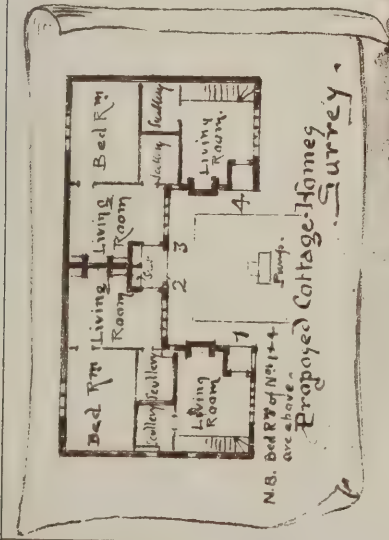 Bed Rm
Living
Room
Living
Room
Bed Rm
Scullery
Scullery
Scullery
Scullery
Living
Room
Living
Room.
1
2
3
4
Pump.
N.B. Bed Rms of Nos 1 & 4
are above.
Proposed Cottage-Homes
Surrey.